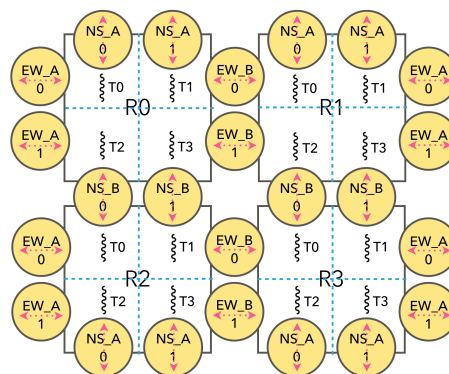 NS_A NS_A NS_A NS_A
0 1 0 1
EW_A EW_B EW_A
0 0 0
T0 T1 T0 T1
R0 R1
EW_A EW_B EW_A
1 1 1
T2 T3 T2 T3
NS_B NS_B NS_B NS_B
0 1 0 1
EW_A EW_B EW_A
0 0 0
T0 T1 T0 T1
R2 R3
EW_A EW_B EW_A
1 1 1
T2 T3 T2 T3
NS_A NS_A NS_A NS_A
0 1 0 1